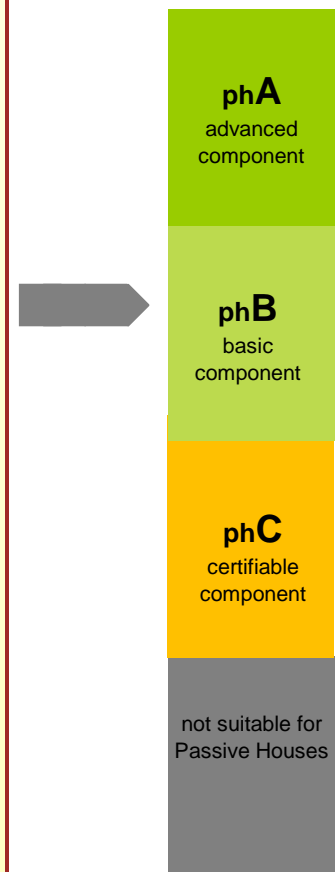 phA
advanced
component
phB
basic
component
phC
certifiable
component
not suitable for
Passive Houses